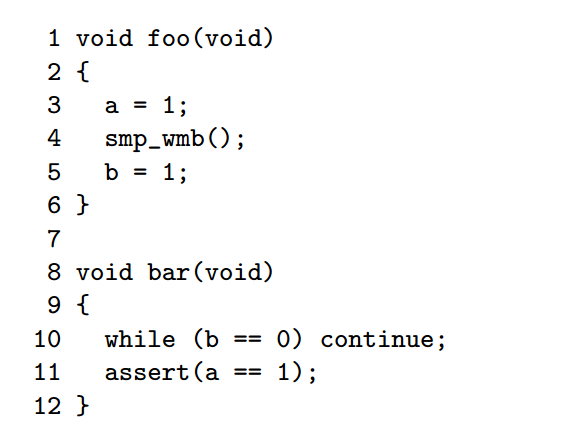 1 void foo(void)
2 {
3   a = 1;
4   smp_wmb();
5   b = 1;
6 }
7
8 void bar(void)
9 {
10   while (b == 0) continue;
11   assert(a == 1);
12 }